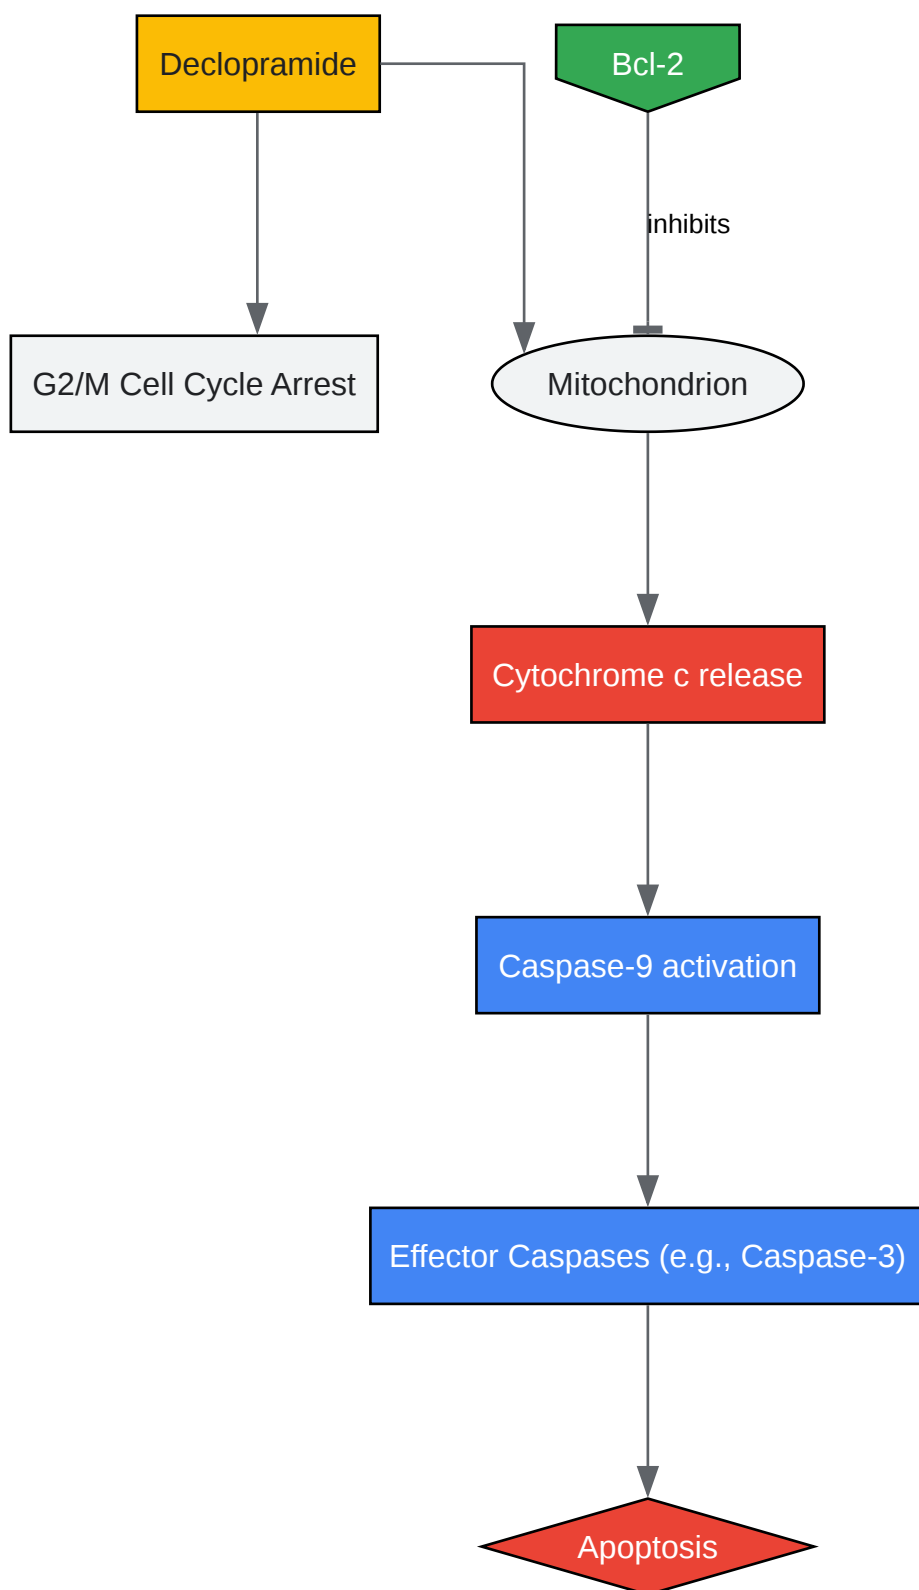 Declopramide
Bcl-2
inhibits
G2/M Cell Cycle Arrest
Mitochondrion
Cytochrome c release
Caspase-9 activation
Effector Caspases (e.g., Caspase-3)
Apoptosis